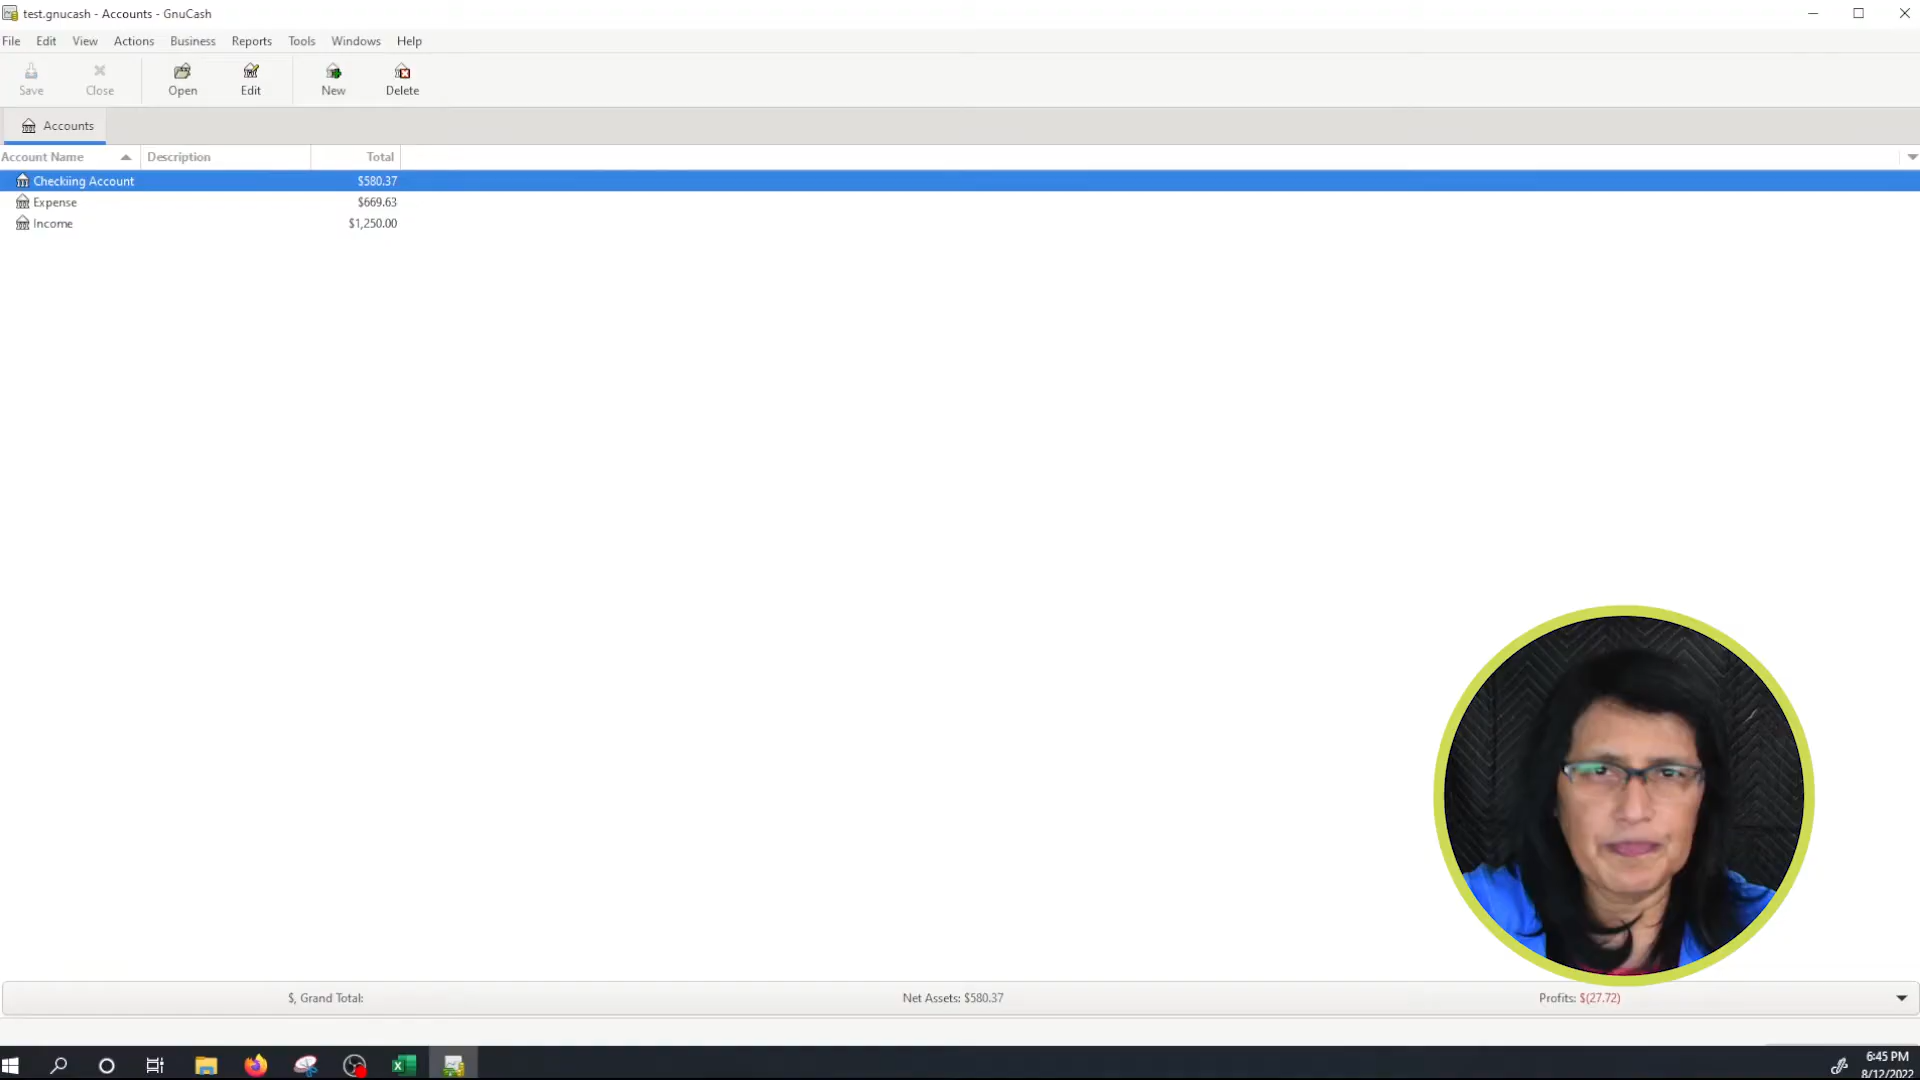 test.gnucash - Accounts - GnuCash
File Edit View Actions Business Reports Tools Windows Help
Save Close Open Edit New Delete
Accounts
Account Name Description Total
Checkiing Account $580.37
Expense $669.63
Income $1,250.00
$, Grand Total: Net Assets: $580.37 Profits: $(27.72)
6:45 PM
8/12/2022